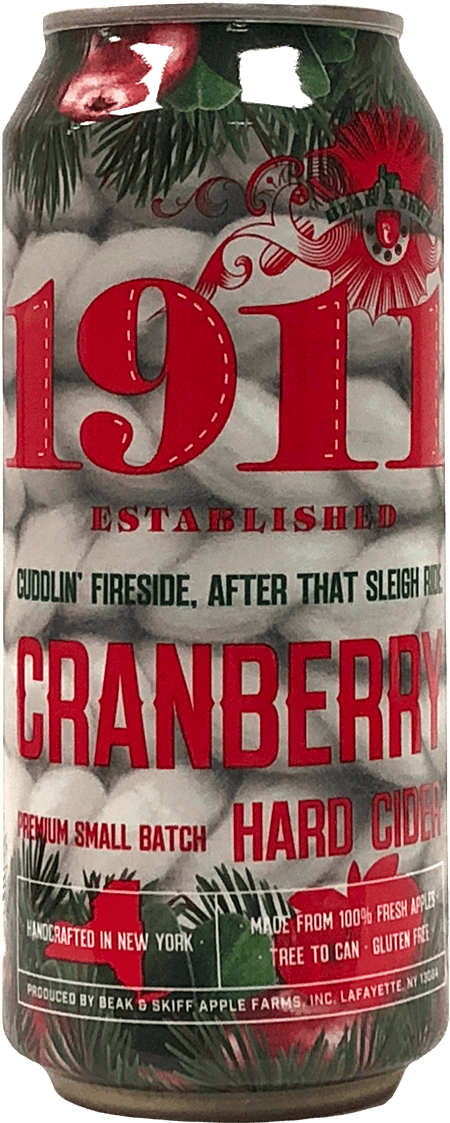 BEAK & SKIFF
1911
ESTABLISHED
CUDDLIN' FIRESIDE, AFTER THAT SLEIGH RIDE
CRANBERRY
PREMIUM SMALL BATCH HARD CIDER
HANDCRAFTED IN NEW YORK ·
· MADE FROM 100% FRESH APPLES ·
TREE TO CAN · GLUTEN FREE
PRODUCED BY BEAK & SKIFF APPLE FARMS, INC. LAFAYETTE, NY 13084